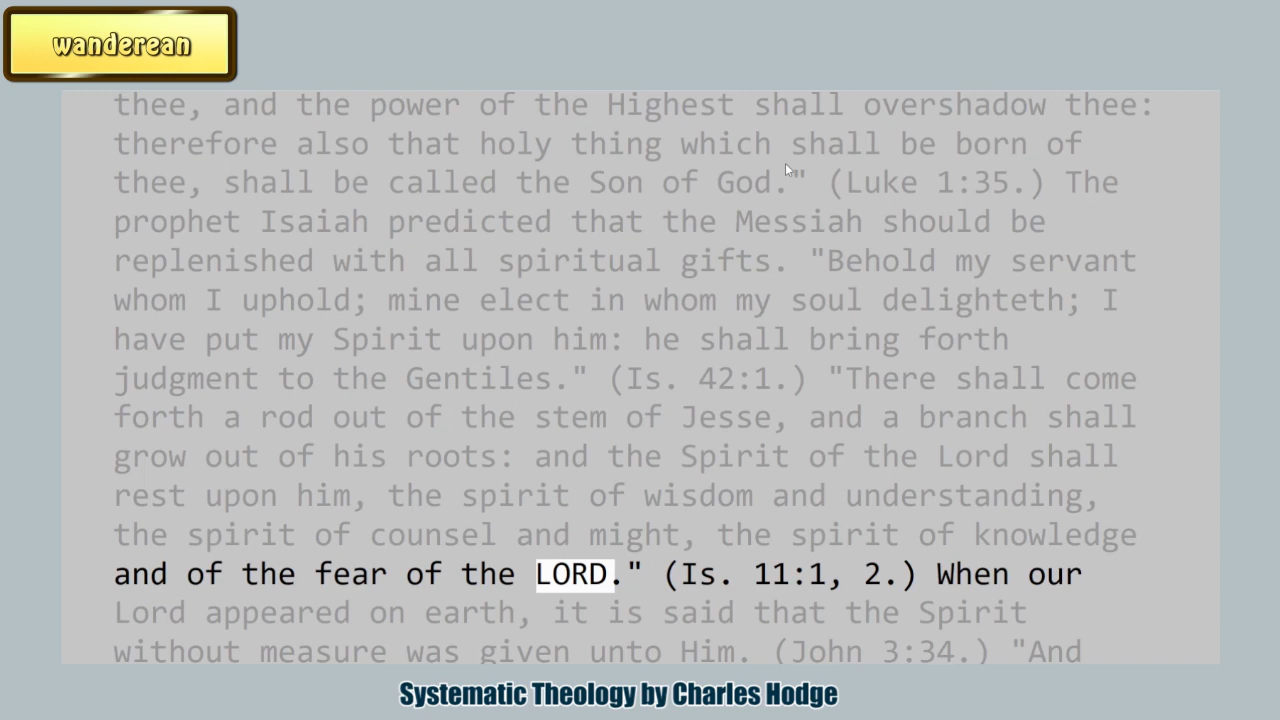 wanderean
thee, and the power of the Highest shall overshadow thee:
therefore also that holy thing which shall be born of
thee, shall be called the Son of God." (Luke 1:35.) The
prophet Isaiah predicted that the Messiah should be
replenished with all spiritual gifts. "Behold my servant
whom I uphold; mine elect in whom my soul delighteth; I
have put my Spirit upon him: he shall bring forth
judgment to the Gentiles." (Is. 42:1.) "There shall come
forth a rod out of the stem of Jesse, and a branch shall
grow out of his roots: and the Spirit of the Lord shall
rest upon him, the spirit of wisdom and understanding,
the spirit of counsel and might, the spirit of knowledge
and of the fear of the LORD." (Is. 11:1, 2.) When our
Lord appeared on earth, it is said that the Spirit
without measure was given unto Him. (John 3:34.) "And
Systematic Theology by Charles Hodge